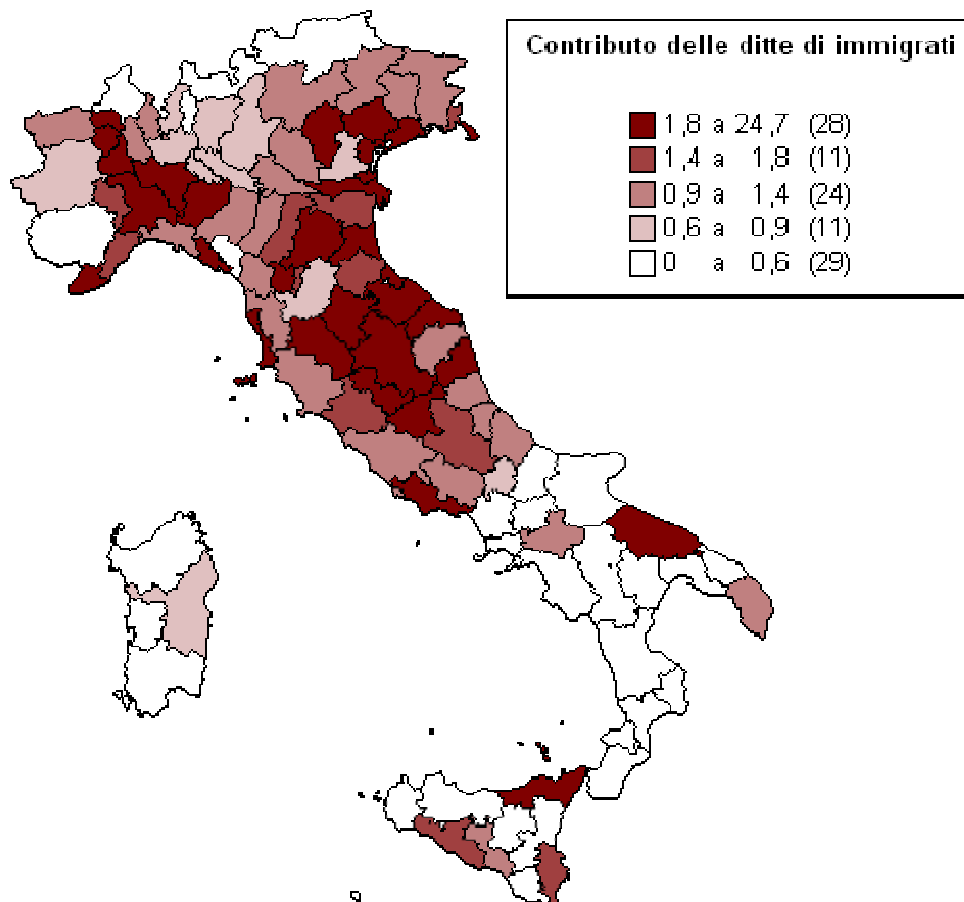 Contributo delle ditte di immigrati
1,8 a 24,7 (28)
1,4 a 1,8 (11)
0,9 a 1,4 (24)
0,6 a 0,9 (11)
0 a 0,6 (29)